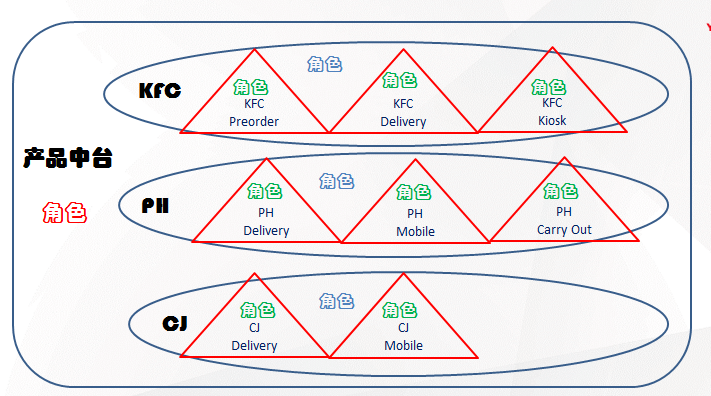 角色
KFC
角色
KFC
Preorder
角色
KFC
Delivery
角色
KFC
Kiosk
产品中台
角色
角色
PH
角色
PH
Delivery
角色
PH
Mobile
角色
PH
Carry Out
角色
CJ
角色
CJ
Delivery
角色
CJ
Mobile